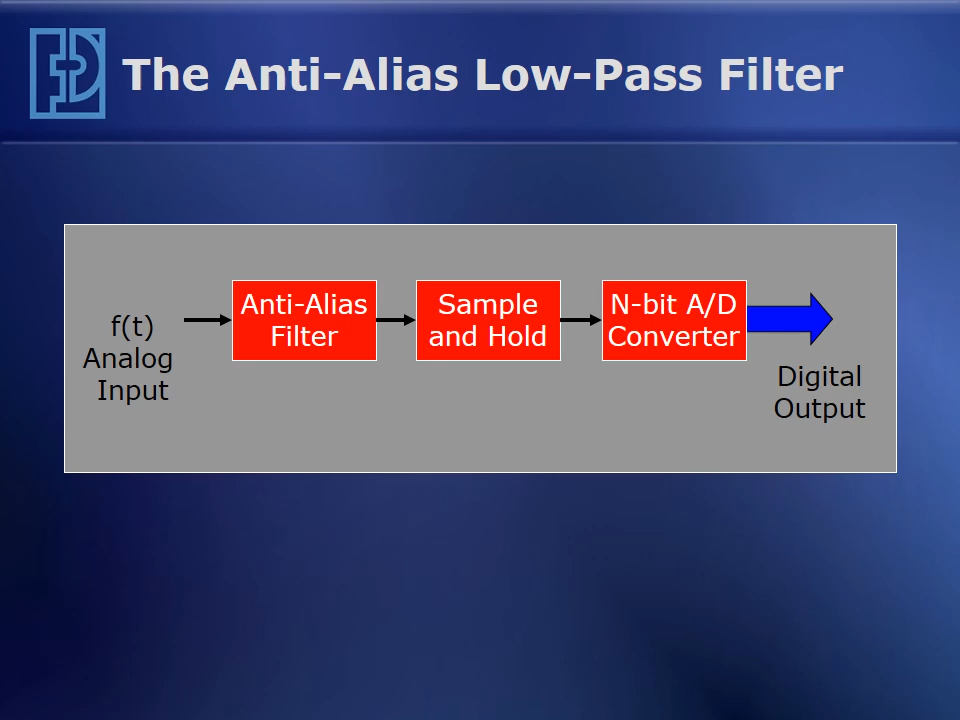 The Anti-Alias Low-Pass Filter
f(t)
Analog
Input
Anti-Alias
Filter
Sample
and Hold
N-bit A/D
Converter
Digital
Output